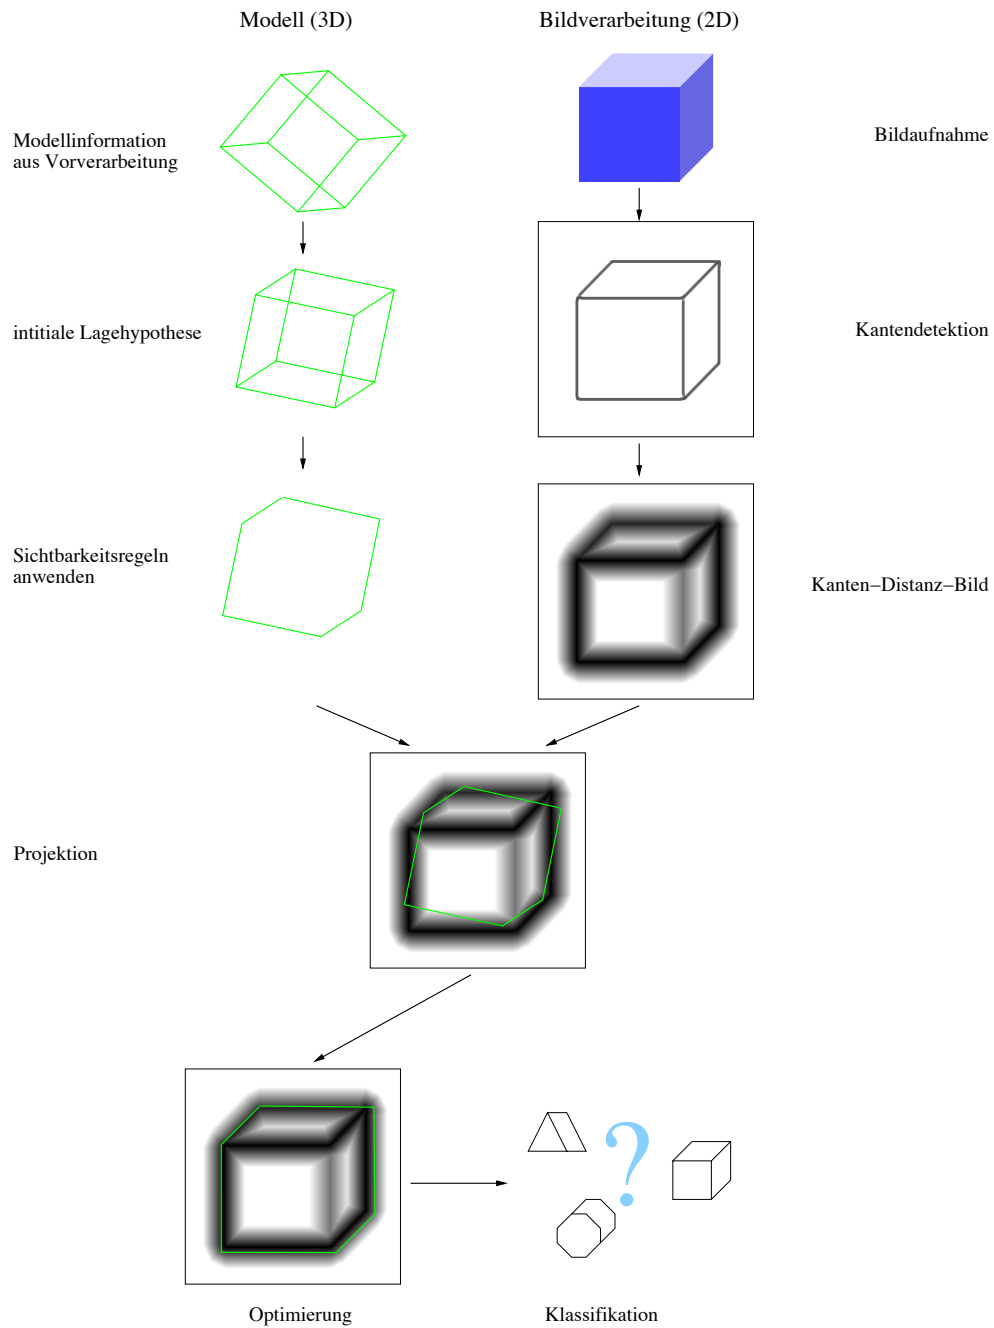 Modell (3D)
Bildverarbeitung (2D)
Modellinformation
aus Vorverarbeitung
Bildaufnahme
intitiale Lagehypothese
Kantendetektion
Sichtbarkeitsregeln
anwenden
Kanten−Distanz−Bild
Projektion
?
Optimierung
Klassifikation